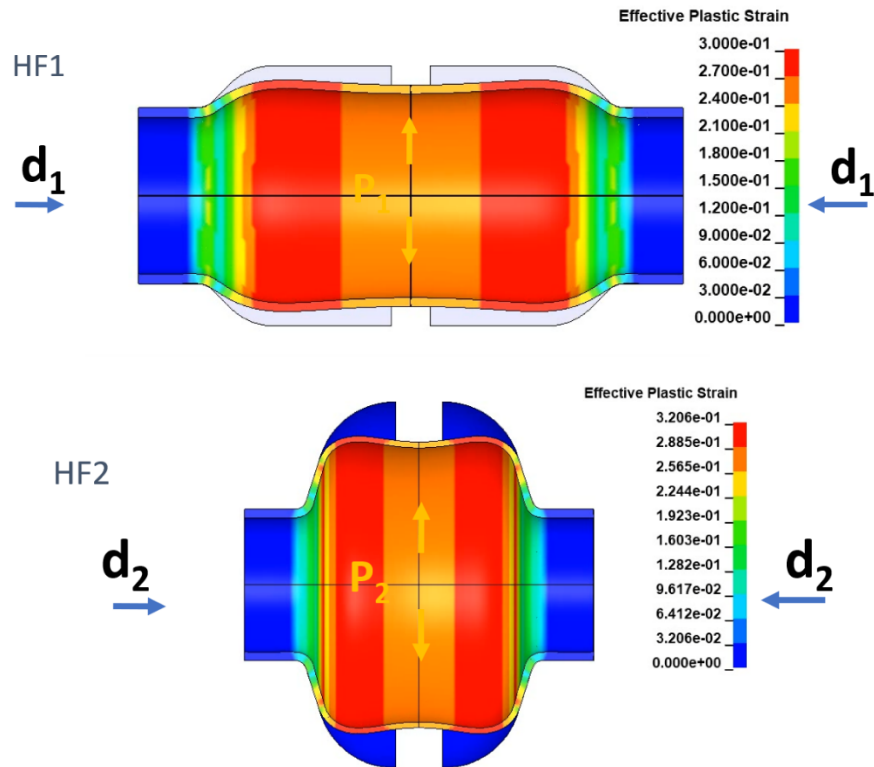 Effective Plastic Strain
HF1
3.000e-01
2.700e-01
2.400e-01
2.100e-01
1.800e-01
1.500e-01
1.200e-01
9.000e-02
6.000e-02
3.000e-02
0.000e+00
d1
P1
d1
Effective Plastic Strain
HF2
3.206e-01
2.885e-01
2.565e-01
2.244e-01
1.923e-01
1.603e-01
1.282e-01
9.617e-02
6.412e-02
3.206e-02
0.000e+00
d2
P2
d2